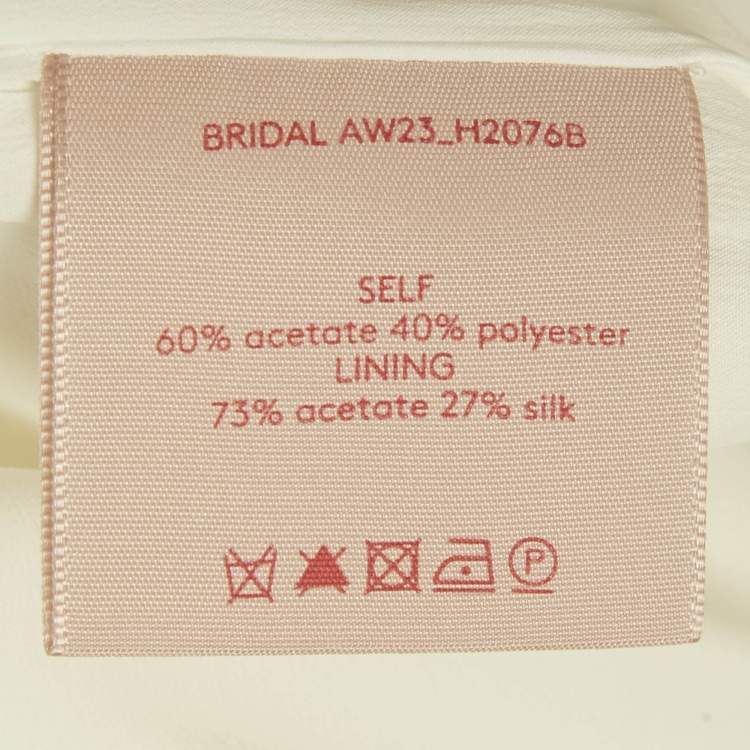 BRIDAL AW23_H2076B
SELF
60% acetate 40% polyester
LINING
73% acetate 27% silk
P